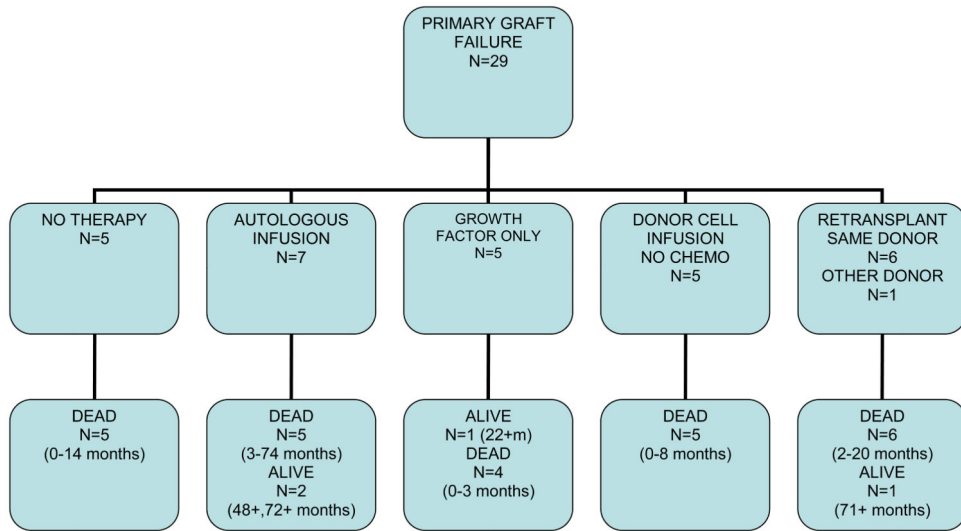 PRIMARY GRAFT
FAILURE
N=29
NO THERAPY
N=5
AUTOLOGOUS
INFUSION
N=7
GROWTH
FACTOR ONLY
N=5
DONOR CELL
INFUSION
NO CHEMO
N=5
RETRANSPLANT
SAME DONOR
N=6
OTHER DONOR
N=1
DEAD
N=5
(0-14 months)
DEAD
N=5
(3-74 months)
ALIVE
N=2
(48+,72+ months)
ALIVE
N=1 (22+m)
DEAD
N=4
(0-3 months)
DEAD
N=5
(0-8 months)
DEAD
N=6
(2-20 months)
ALIVE
N=1
(71+ months)